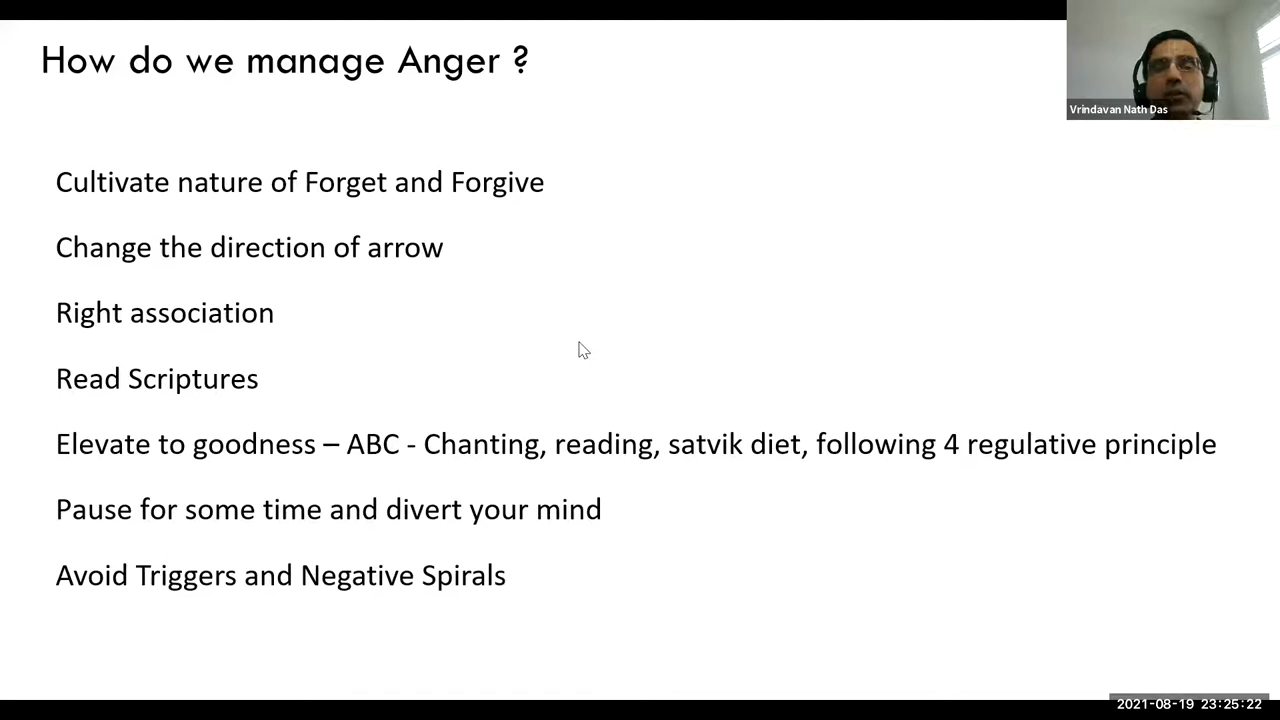 How do we manage Anger ?
Vrindavan Nath Das
Cultivate nature of Forget and Forgive
Change the direction of arrow
Right association
Read Scriptures
Elevate to goodness – ABC - Chanting, reading, satvik diet, following 4 regulative principle
Pause for some time and divert your mind
Avoid Triggers and Negative Spirals
2021-08-19 23:25:22